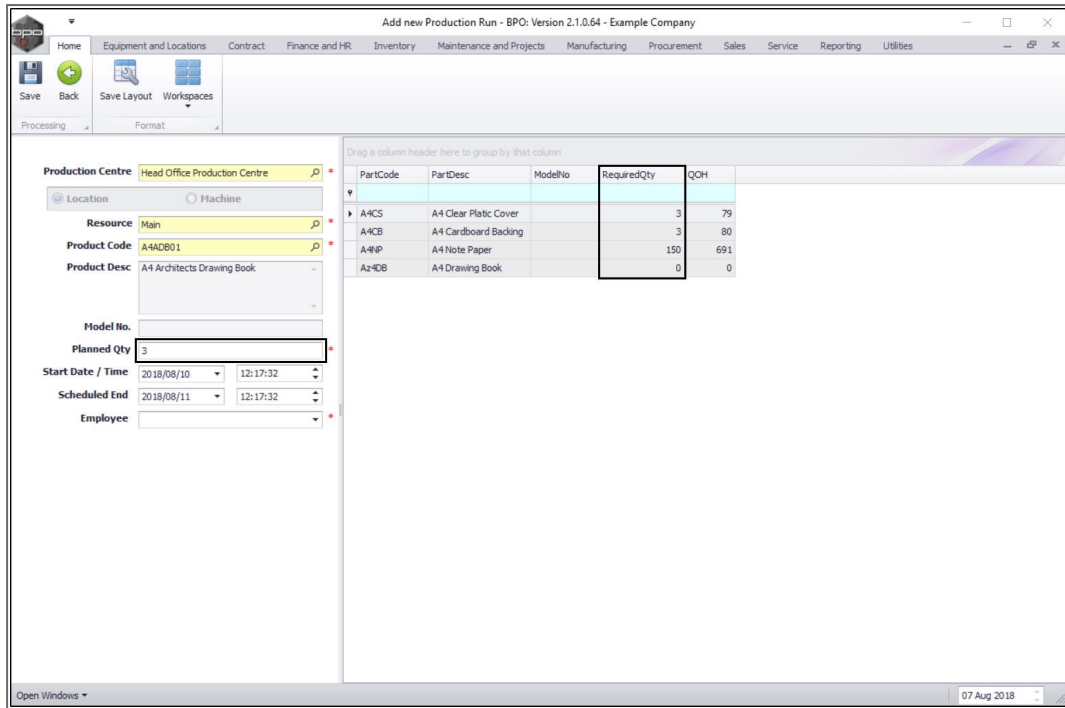 Add new Production Run - BPO: Version 2.1.0.64 - Example Company
bpo
Home Equipment and Locations Contract Finance and HR Inventory Maintenance and Projects Manufacturing Procurement Sales Service Reporting Utilities
Save Back Save Layout Workspaces
Processing Format
Drag a column header here to group by that column
Production Centre Head Office Production Centre *
PartCode PartDesc ModelNo RequiredQty QOH
Location Machine
A4CS A4 Clear Platic Cover 3 79
Resource Main *
A4CB A4 Cardboard Backing 3 80
Product Code A4ADB01 *
A4NP A4 Note Paper 150 691
Product Desc A4 Architects Drawing Book
Az4DB A4 Drawing Book 0 0
Model No.
Planned Qty 3 *
Start Date / Time 2018/08/10 12:17:32
Scheduled End 2018/08/11 12:17:32
Employee *
Open Windows 07 Aug 2018